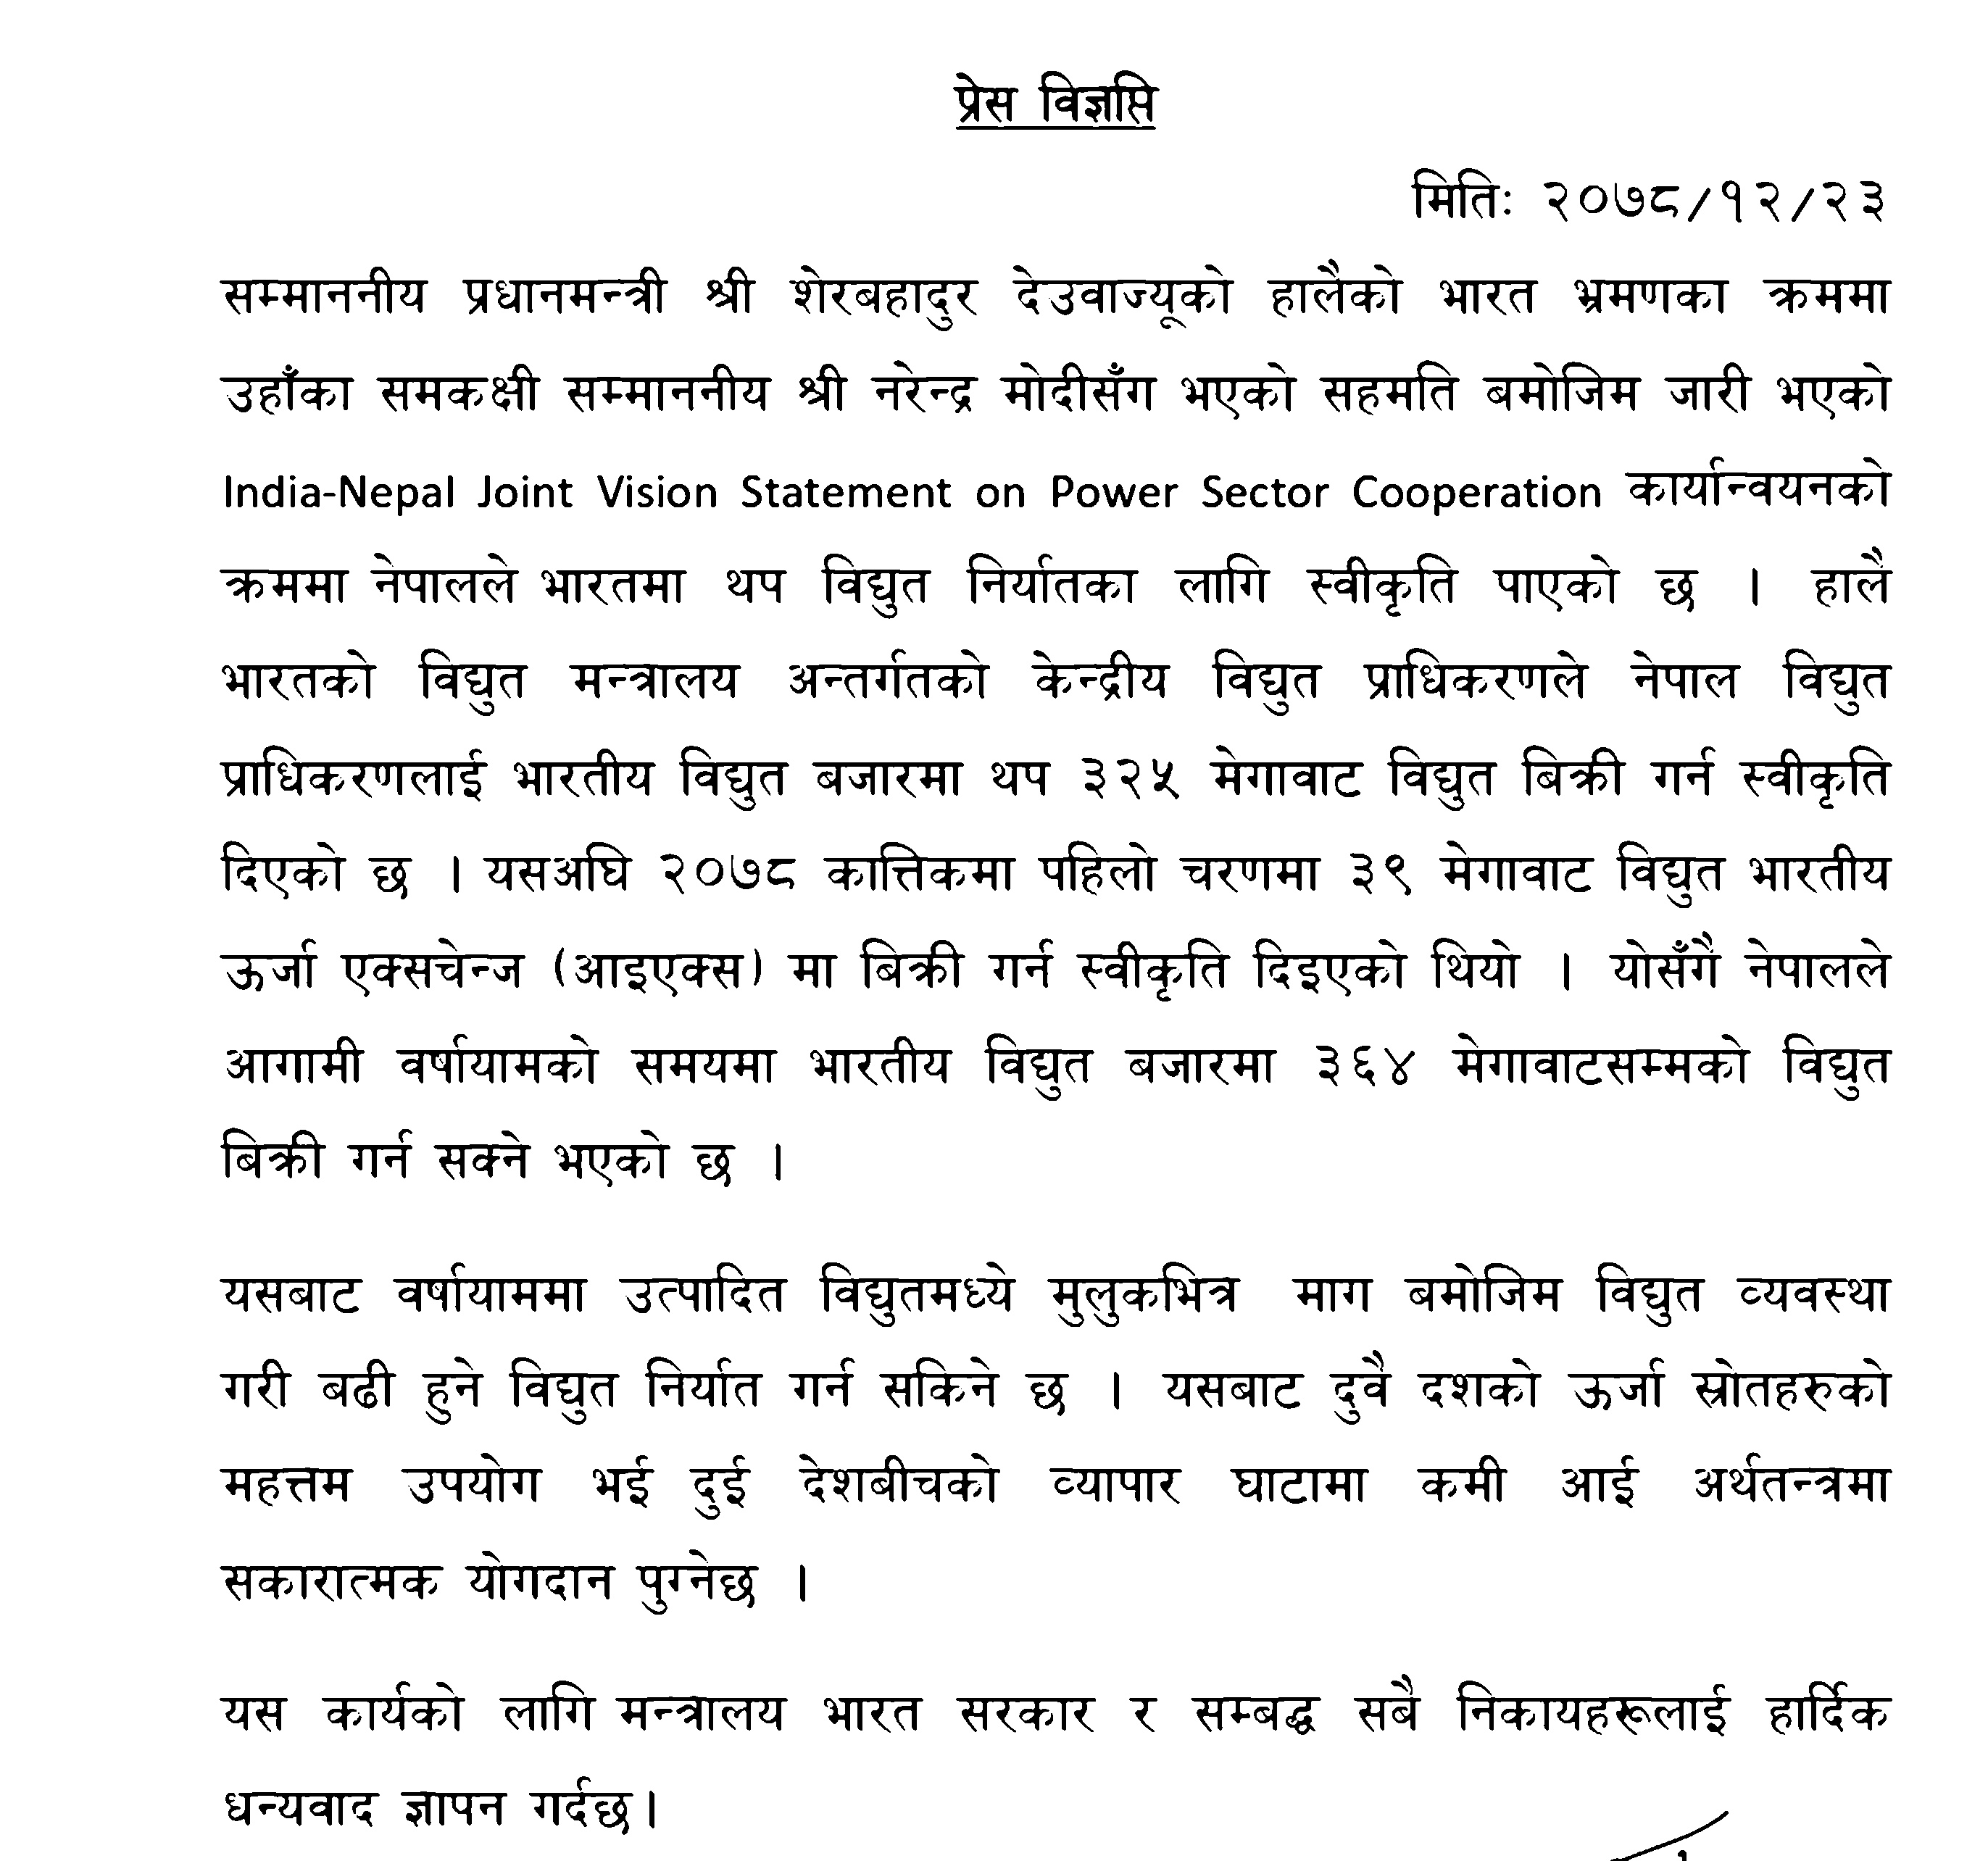 प्रेस विज्ञप्ति
मितिः २०७८/१२/२३
सम्माननीय प्रधानमन्त्री श्री शेरबहादुर देउवाज्यूको हालैको भारत भ्रमणका क्रममा
उहाँका समकक्षी सम्माननीय श्री नरेन्द्र मोदीसँग भएको सहमति बमोजिम जारी भएको
India-Nepal Joint Vision Statement on Power Sector Cooperation कार्यान्वयनको
क्रममा नेपालले भारतमा थप विद्युत निर्यातका लागि स्वीकृति पाएको छ । हालै
भारतको विद्युत मन्त्रालय अन्तर्गतको केन्द्रीय विद्युत प्राधिकरणले नेपाल विद्युत
प्राधिकरणलाई भारतीय विद्युत बजारमा थप ३२५ मेगावाट विद्युत बिक्री गर्न स्वीकृति
दिएको छ । यसअघि २०७८ कात्तिकमा पहिलो चरणमा ३९ मेगावाट विद्युत भारतीय
ऊर्जा एक्सचेन्ज (आइएक्स) मा बिक्री गर्न स्वीकृति दिइएको थियो । योसँगै नेपालले
आगामी वर्षायामको समयमा भारतीय विद्युत बजारमा ३६४ मेगावाटसम्मको विद्युत
बिक्री गर्न सक्ने भएको छ ।
यसबाट वर्षायाममा उत्पादित विद्युतमध्ये मुलुकभित्र माग बमोजिम विद्युत व्यवस्था
गरी बढी हुने विद्युत निर्यात गर्न सकिने छ । यसबाट दुवै दशको ऊर्जा स्रोतहरुको
महत्तम उपयोग भई दुई देशबीचको व्यापार घाटामा कमी आई अर्थतन्त्रमा
सकारात्मक योगदान पुग्नेछ ।
यस कार्यको लागि मन्त्रालय भारत सरकार र सम्बद्ध सबै निकायहरूलाई हार्दिक
धन्यवाद ज्ञापन गर्दछ।